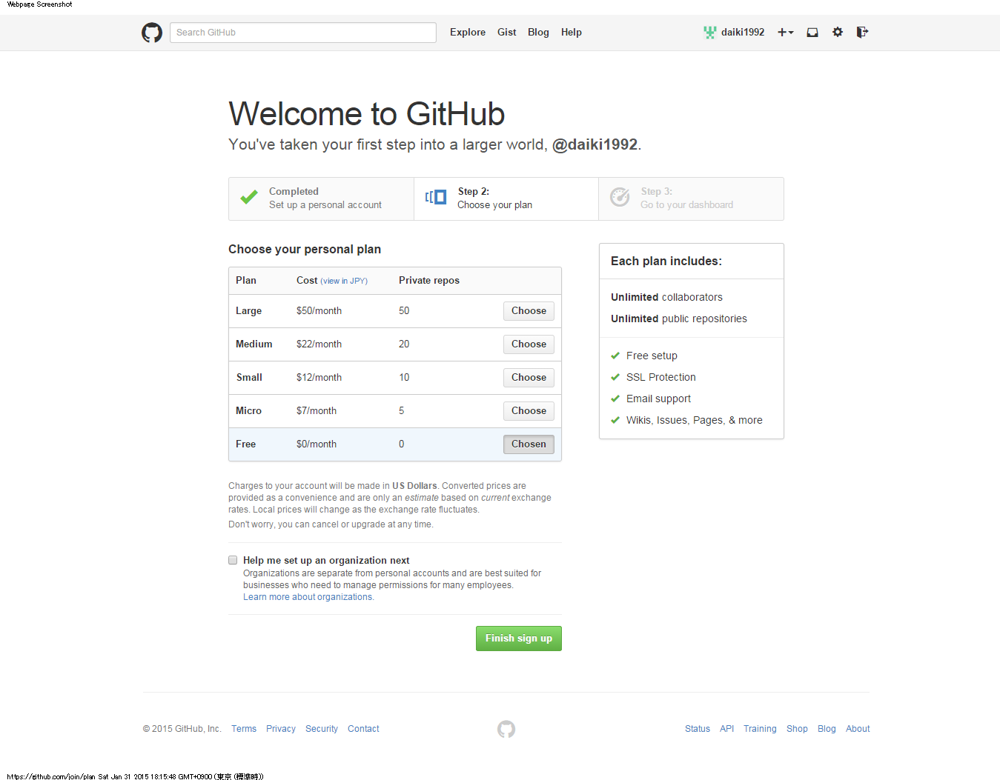 Webpage Screenshot
Search GitHub
Explore Gist Blog Help
daiki1992
Welcome to GitHub
You've taken your first step into a larger world, @daiki1992.
Completed
Set up a personal account
Step 2:
Choose your plan
Step 3:
Go to your dashboard
Choose your personal plan
Plan Cost (view in JPY) Private repos
Large $50/month 50 Choose
Medium $22/month 20 Choose
Small $12/month 10 Choose
Micro $7/month 5 Choose
Free $0/month 0 Chosen
Charges to your account will be made in US Dollars. Converted prices are
provided as a convenience and are only an estimate based on current exchange
rates. Local prices will change as the exchange rate fluctuates.
Don't worry, you can cancel or upgrade at any time.
Help me set up an organization next
Organizations are separate from personal accounts and are best suited for
businesses who need to manage permissions for many employees.
Learn more about organizations.
Finish sign up
Each plan includes:
Unlimited collaborators
Unlimited public repositories
Free setup
SSL Protection
Email support
Wikis, Issues, Pages, & more
© 2015 GitHub, Inc. Terms Privacy Security Contact
Status API Training Shop Blog About
https://github.com/join/plan Sat Jan 31 2015 18:15:48 GMT+0900 (東京 (標準時))